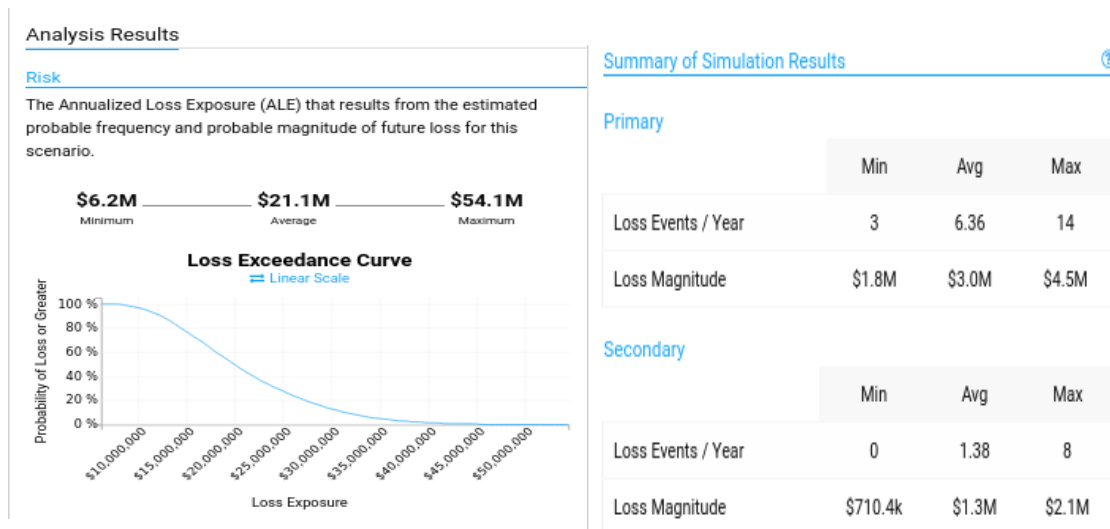 Analysis Results
Risk
The Annualized Loss Exposure (ALE) that results from the estimated
probable frequency and probable magnitude of future loss for this
scenario.
$6.2M $21.1M $54.1M
Minimum Average Maximum
Loss Exceedance Curve
Linear Scale
Probability of Loss or Greater
100 %
80 %
60 %
40 %
20 %
0 %
$10,000,000 $15,000,000 $20,000,000 $25,000,000 $30,000,000 $35,000,000 $40,000,000 $45,000,000 $50,000,000
Loss Exposure
Summary of Simulation Results
Primary
Min Avg Max
Loss Events / Year 3 6.36 14
Loss Magnitude $1.8M $3.0M $4.5M
Secondary
Min Avg Max
Loss Events / Year 0 1.38 8
Loss Magnitude $710.4k $1.3M $2.1M